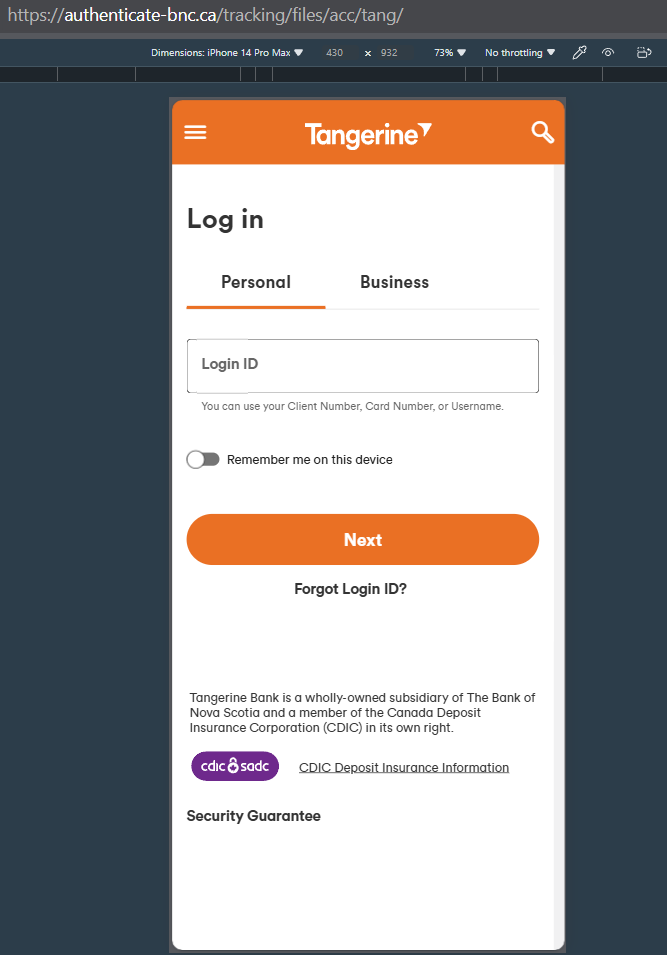 https://authenticate-bnc.ca/tracking/files/acc/tang/
Dimensions: iPhone 14 Pro Max ▼ 430 × 932 73% ▼ No throttling ▼
Tangerine
Log in
Personal Business
Login ID
You can use your Client Number, Card Number, or Username.
Remember me on this device
Next
Forgot Login ID?
Tangerine Bank is a wholly-owned subsidiary of The Bank of
Nova Scotia and a member of the Canada Deposit
Insurance Corporation (CDIC) in its own right.
cdic sadc CDIC Deposit Insurance Information
Security Guarantee